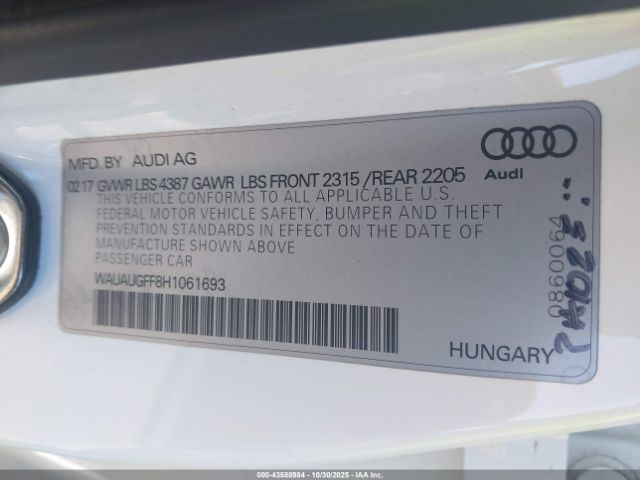 MFD. BY AUDI AG
Audi
02 17 GVWR LBS 4387 GAWR LBS FRONT 2315 / REAR 2205
THIS VEHICLE CONFORMS TO ALL APPLICABLE U.S.
FEDERAL MOTOR VEHICLE SAFETY, BUMPER AND THEFT
PREVENTION STANDARDS IN EFFECT ON THE DATE OF
MANUFACTURE SHOWN ABOVE
PASSENGER CAR
WAUAUGFF8H1061693
HUNGARY
0860064
000-43588984 | 10/30/2025 | IAAI.com